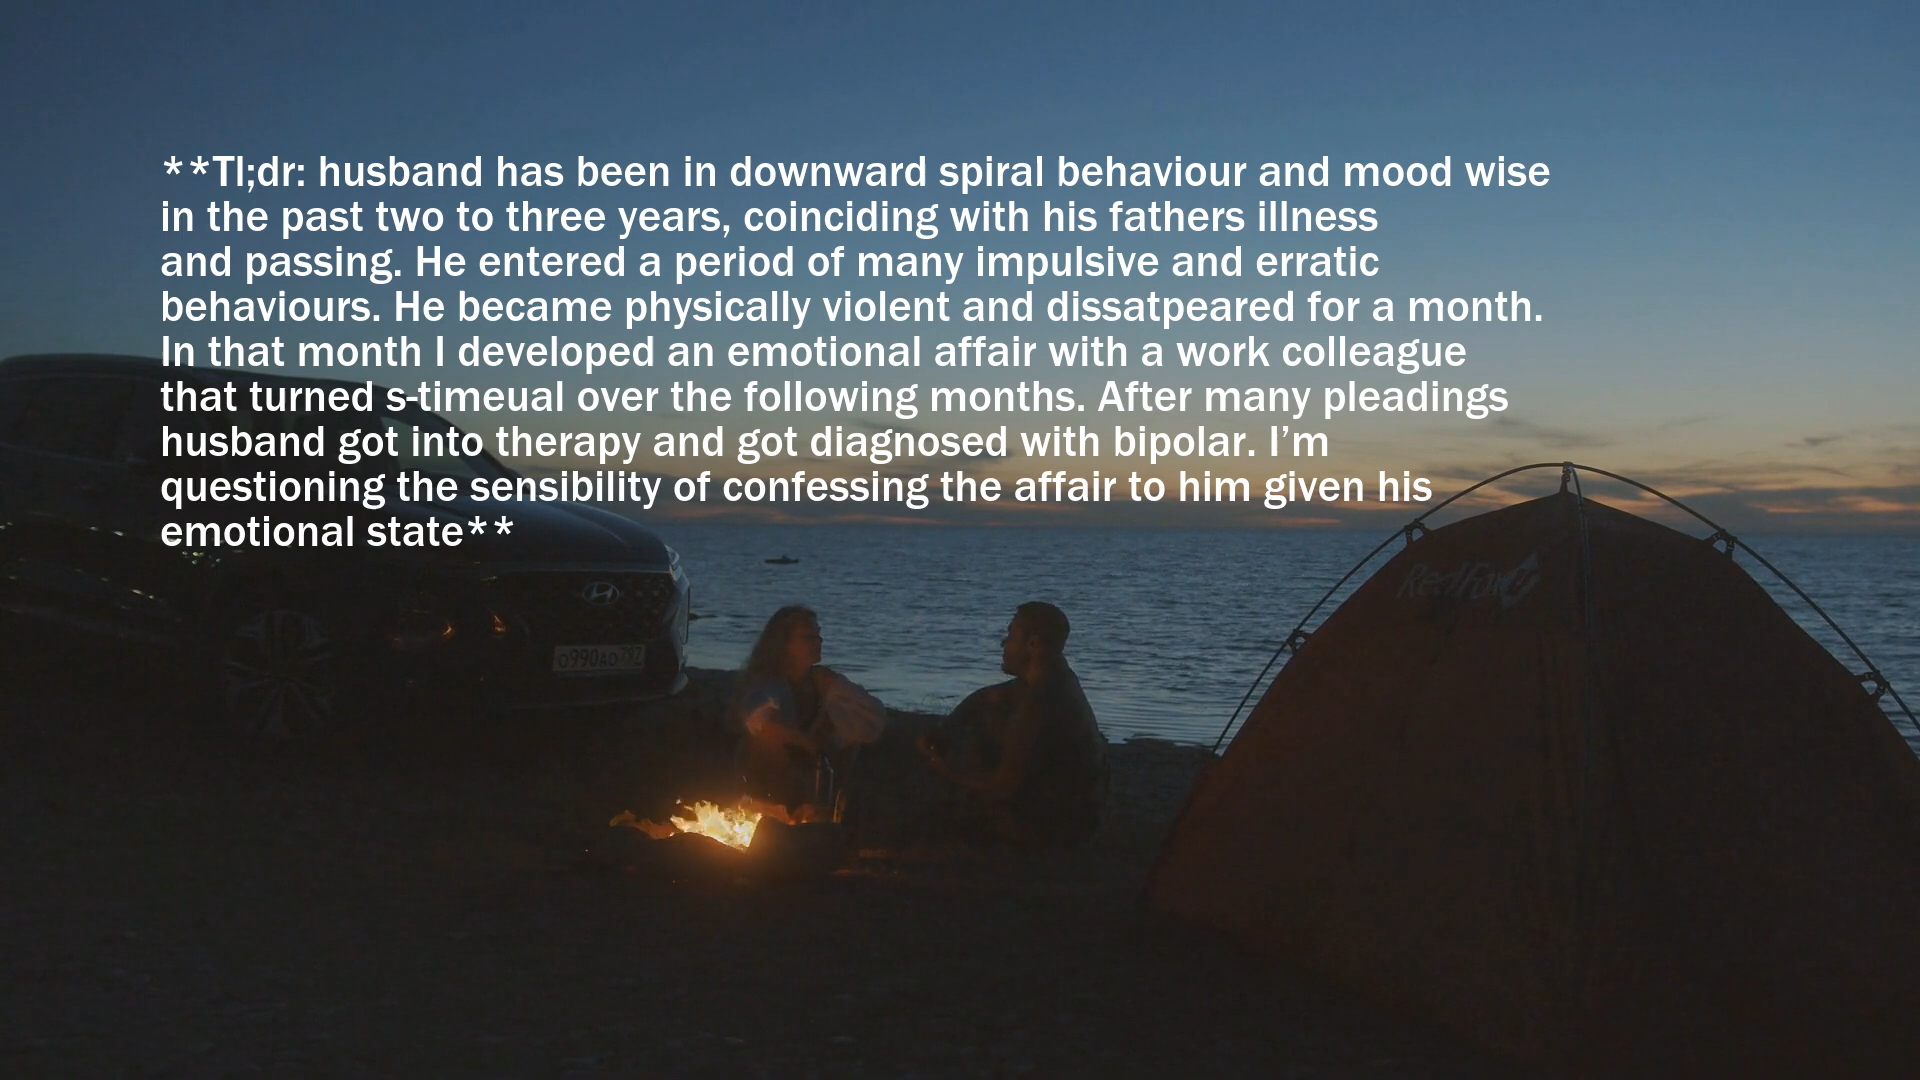 **Tl;dr: husband has been in downward spiral behaviour and mood wise
in the past two to three years, coinciding with his fathers illness
and passing. He entered a period of many impulsive and erratic
behaviours. He became physically violent and dissatpeared for a month.
In that month I developed an emotional affair with a work colleague
that turned s-timeual over the following months. After many pleadings
husband got into therapy and got diagnosed with bipolar. I’m
questioning the sensibility of confessing the affair to him given his
emotional state**
RedFox
О990АО 797